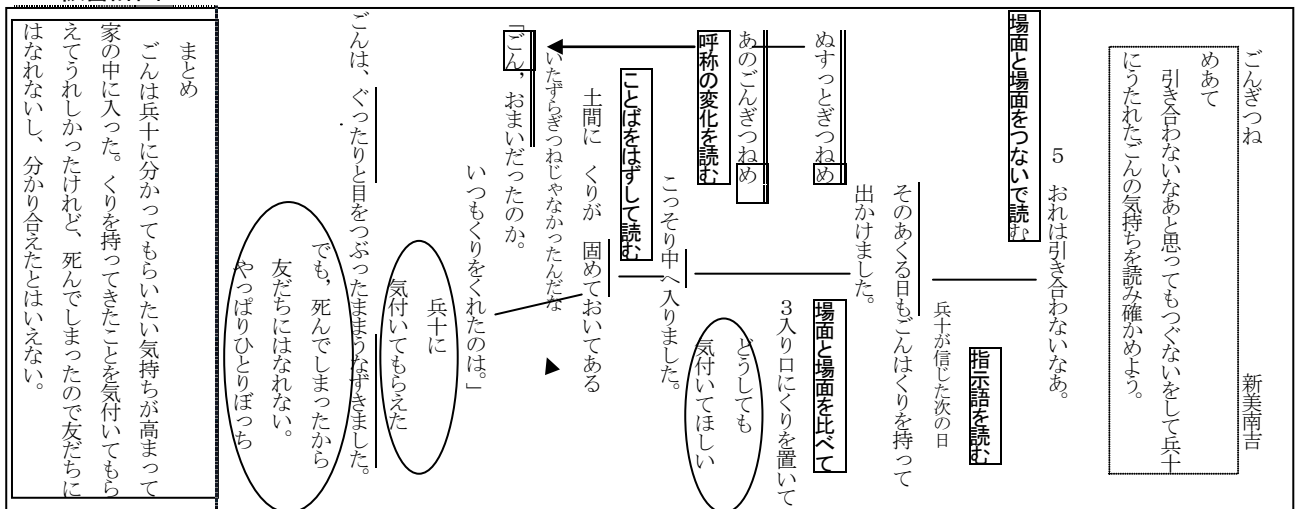 ごんぎつね　新美南吉
めあて
引き合わないなあと思ってもつぐないをして兵十
にうたれたごんの気持ちを読み確かめよう。
５　おれは引き合わないなあ。
場面と場面をつないで読む
指示語を読む
兵十が信じた次の日
そのあくる日もごんはくりを持って
出かけました。
ぬすっとぎつねめ
場面と場面を比べて
３入り口にくりを置いて
あのごんぎつねめ
どうしても
気付いてほしい
呼称の変化を読む
こっそり中へ入りました。
ことばをはずして読む
土間に　くりが　固めておいてある
いたずらぎつねじゃなかったんだな
「ごん，おまいだったのか。
いつもくりをくれたのは。」
兵十に
気付いてもらえた
ごんは、ぐったりと目をつぶったままうなずきました。
でも，死んでしまったから
友だちにはなれない。
やっぱりひとりぼっち
まとめ
ごんは兵十に分かってもらいたい気持ちが高まって
家の中に入った。くりを持ってきたことを気付いてもら
えてうれしかったけれど、死んでしまったので友だちに
はなれないし、分かり合えたとはいえない。